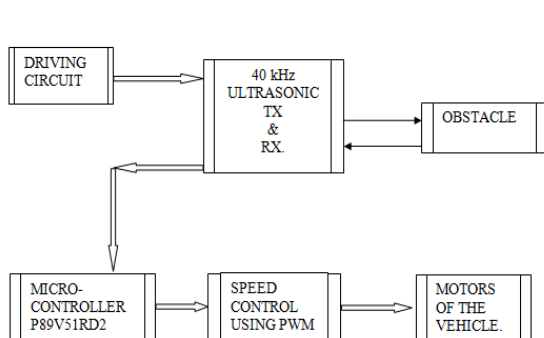 DRIVING
CIRCUIT
40 kHz
ULTRASONIC
TX
&
RX.
OBSTACLE
MICRO-
CONTROLLER
P89V51RD2
SPEED
CONTROL
USING PWM
MOTORS
OF THE
VEHICLE.